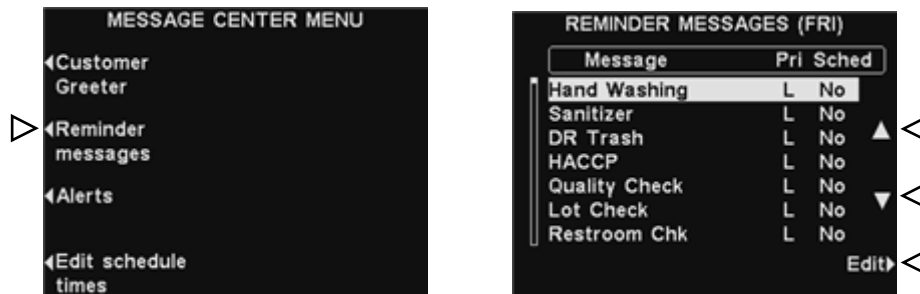 MESSAGE CENTER MENU
Customer
Greeter
Reminder
messages
Alerts
Edit schedule
times
REMINDER MESSAGES (FRI)
Message Pri Sched
Hand Washing L No
Sanitizer L No
DR Trash L No
HACCP L No
Quality Check L No
Lot Check L No
Restroom Chk L No
Edit